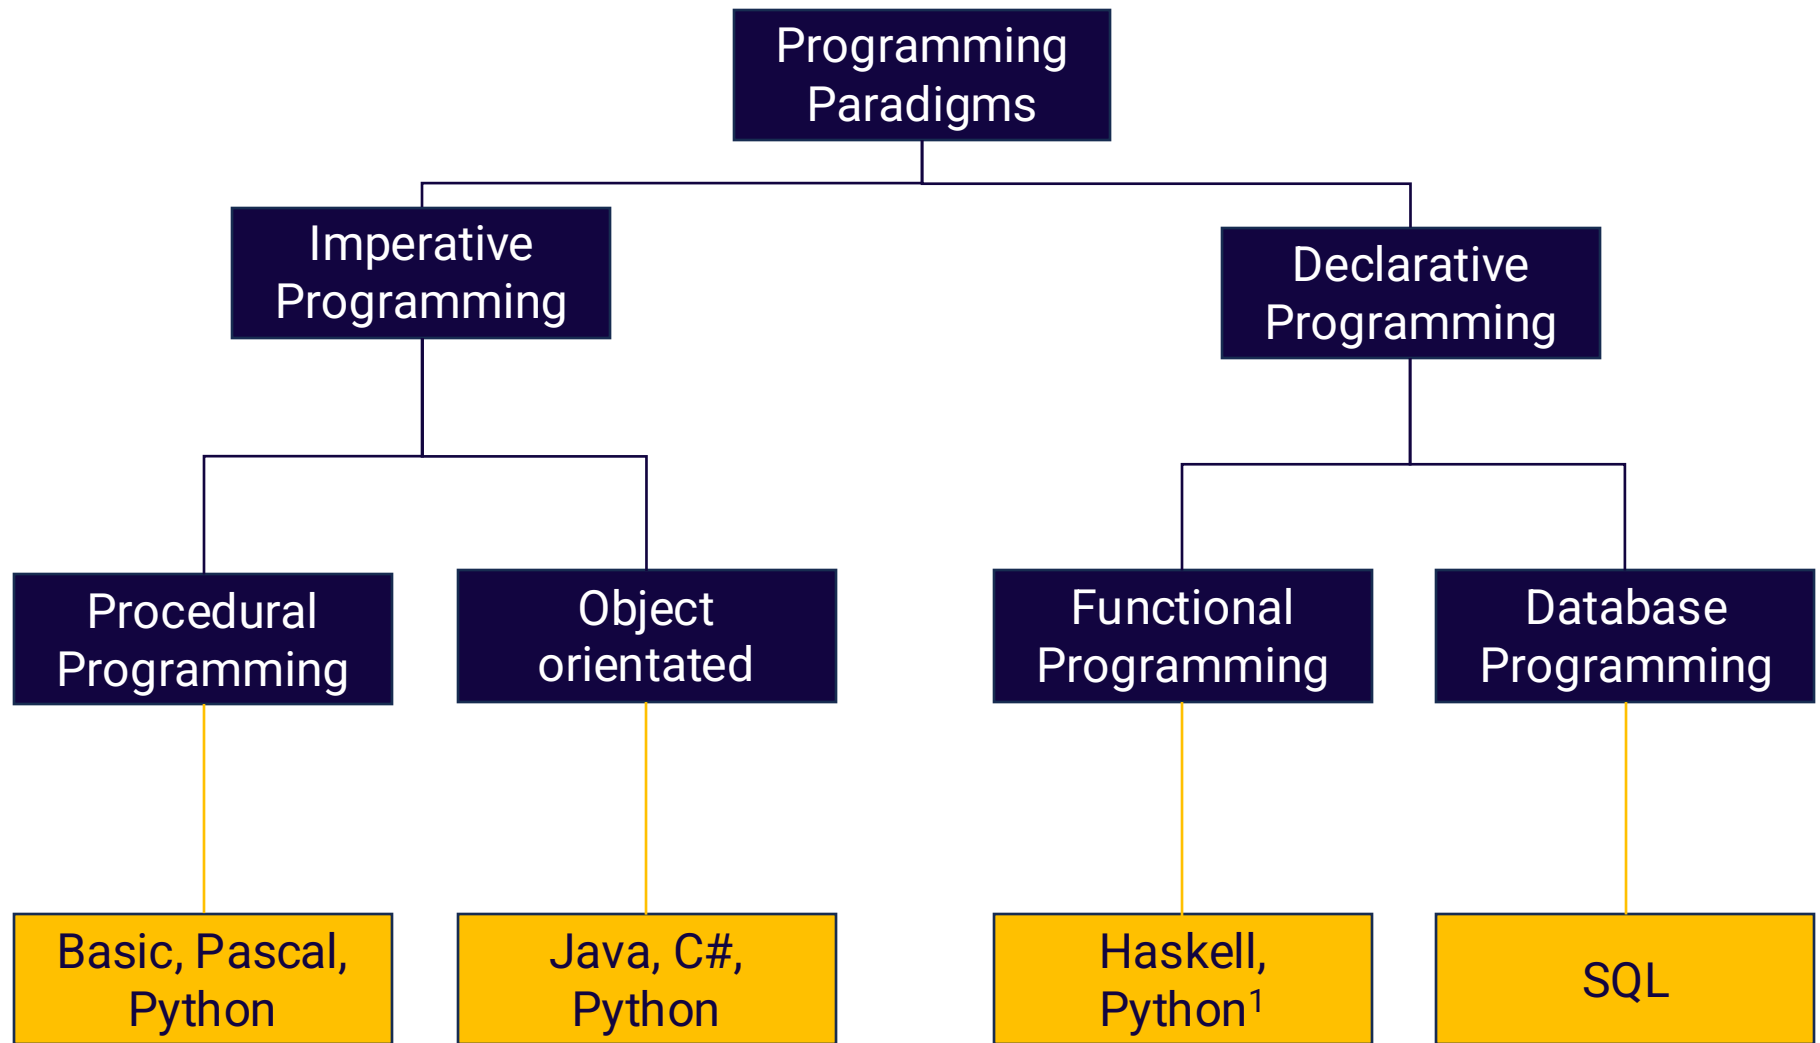 Programming
Paradigms
Imperative
Programming
Declarative
Programming
Procedural
Programming
Object
orientated
Functional
Programming
Database
Programming
Basic, Pascal,
Python
Java, C#,
Python
Haskell,
Python¹
SQL